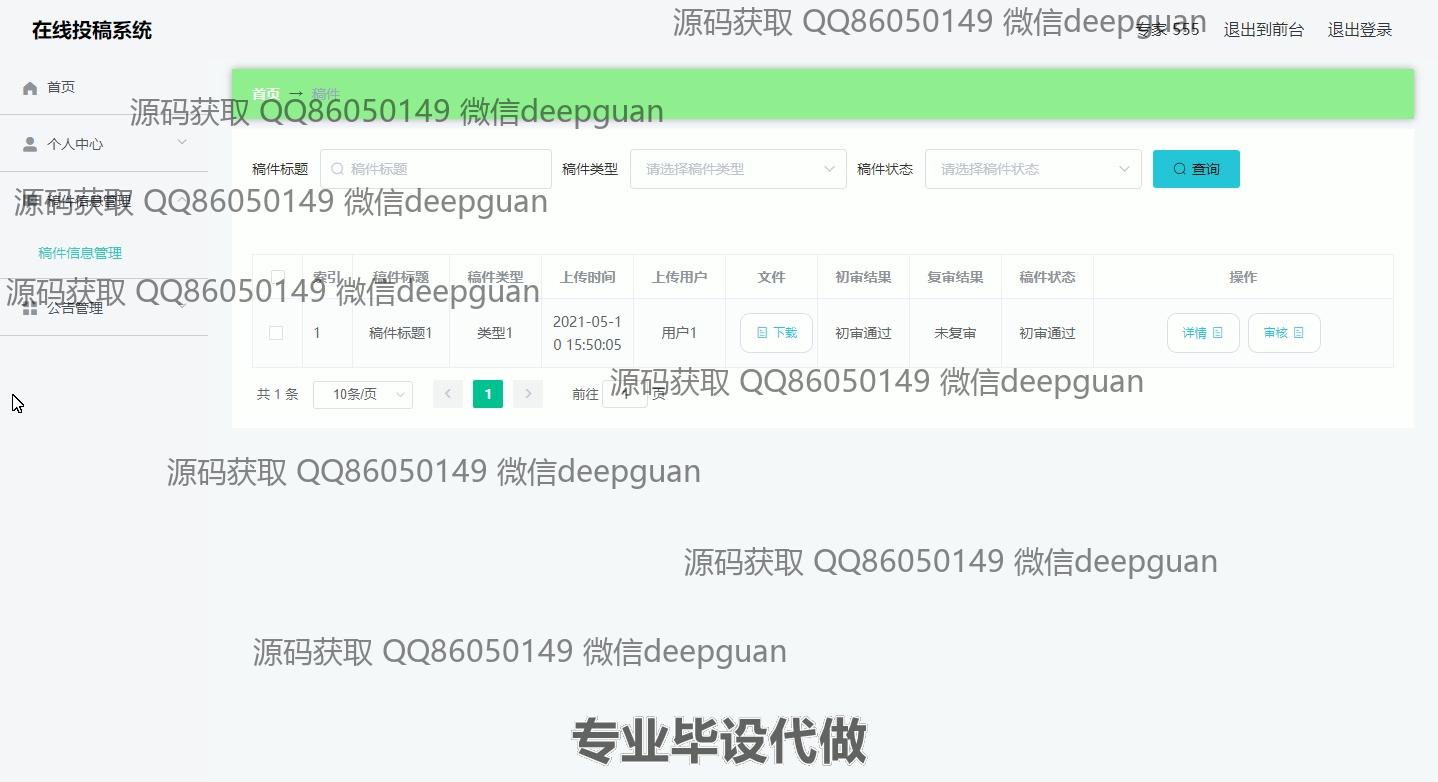 在线投稿系统
源码获取 QQ86050149 微信deepguan
专家 555 退出到前台 退出登录
首页
首页 → 稿件
源码获取 QQ86050149 微信deepguan
个人中心
稿件标题 稿件标题 稿件类型 请选择稿件类型 稿件状态 请选择稿件状态 查询
稿件信息管理
源码获取 QQ86050149 微信deepguan
稿件信息管理
索引 稿件标题 稿件类型 上传时间 上传用户 文件 初审结果 复审结果 稿件状态 操作
源码获取 QQ86050149 微信deepguan
公告管理
1 稿件标题1 类型1 2021-05-1 用户1 下载 初审通过 未复审 初审通过 详情 审核
0 15:50:05
源码获取 QQ86050149 微信deepguan
共 1 条 10条/页 1 前往 1 页
源码获取 QQ86050149 微信deepguan
源码获取 QQ86050149 微信deepguan
源码获取 QQ86050149 微信deepguan
专业毕设代做